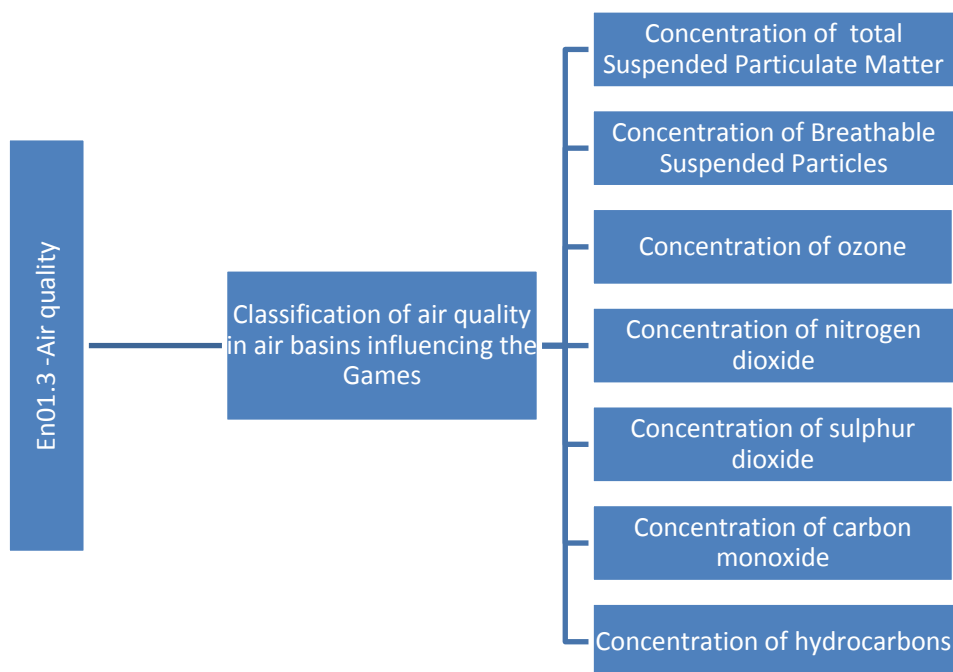 En01.3 -Air quality
Classification of air quality
in air basins influencing the
Games
Concentration of total
Suspended Particulate Matter
Concentration of Breathable
Suspended Particles
Concentration of ozone
Concentration of nitrogen
dioxide
Concentration of sulphur
dioxide
Concentration of carbon
monoxide
Concentration of hydrocarbons